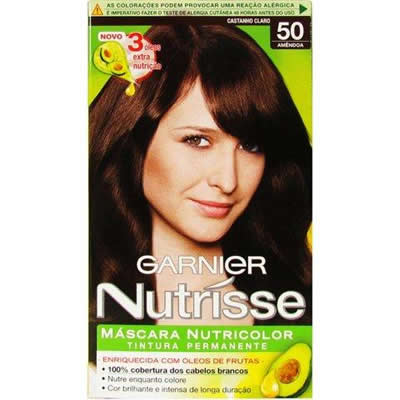 AS COLORAÇÕES PODEM PROVOCAR UMA REAÇÃO ALÉRGICA
É IMPERATIVO FAZER O TESTE DE ALERGIA CUTÂNEA 48 HORAS ANTES DO USO
CASTANHO CLARO
50
AMÊNDOA
NOVO
3 óleos
extra
nutrição
GARNIER
Nutrisse
MÁSCARA NUTRICOLOR
TINTURA PERMANENTE
ENRIQUECIDA COM ÓLEOS DE FRUTAS
• 100% cobertura dos cabelos brancos
• Nutre enquanto colore
• Cor brilhante e intensa de longa duração